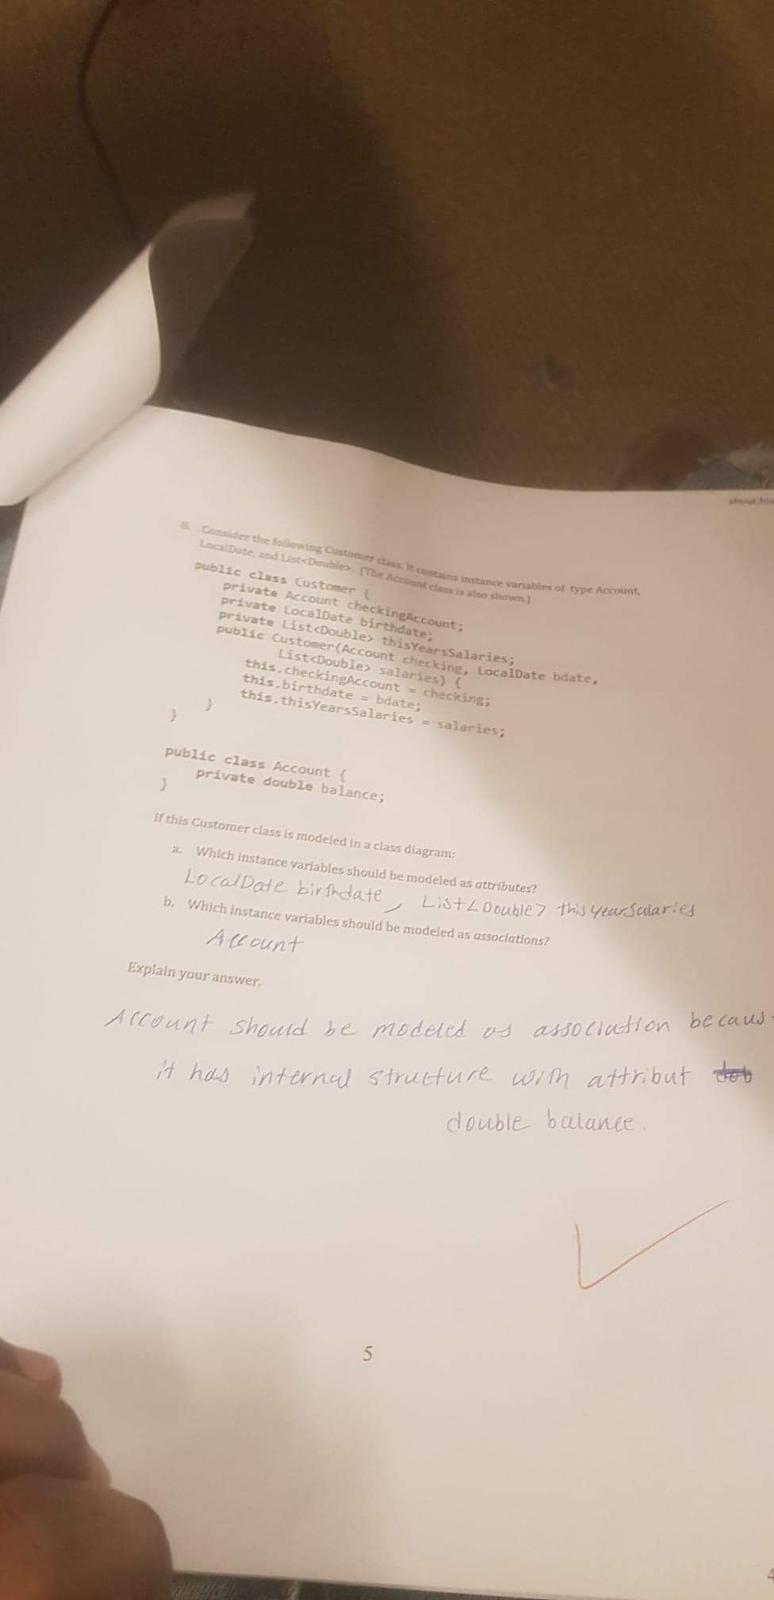 8. Consider the following Customer class. It contains instance variables of type Account,
LocalDate, and List<Double>. (The Account class is also shown.)
public class Customer {
private Account checkingAccount;
private LocalDate birthdate;
private List<Double> thisYearsSalaries;
public Customer(Account checking, LocalDate bdate,
List<Double> salaries) {
this.checkingAccount = checking;
this.birthdate = bdate;
this.thisYearsSalaries = salaries;
}
}
public class Account {
private double balance;
}
If this Customer class is modeled in a class diagram:
a. Which instance variables should be modeled as attributes?
LocalDate birthdate, List<Double> thisyearSalaries
b. Which instance variables should be modeled as associations?
Account
Explain your answer.
Account should be modeled as association becaus
it has internal structure with attribut
double balance.
5